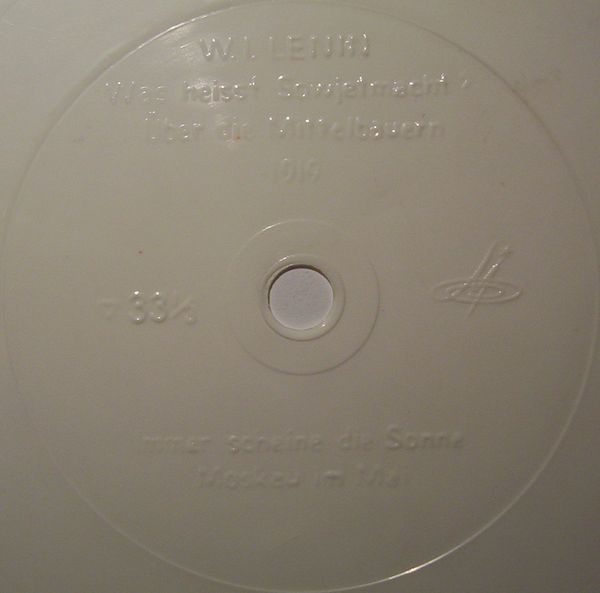 W. I. LENIN
Was heisst Sowjetmacht?
Über die Mittelbauern
1919
▽ 33⅓
Immer scheine die Sonne
Moskau im Mai